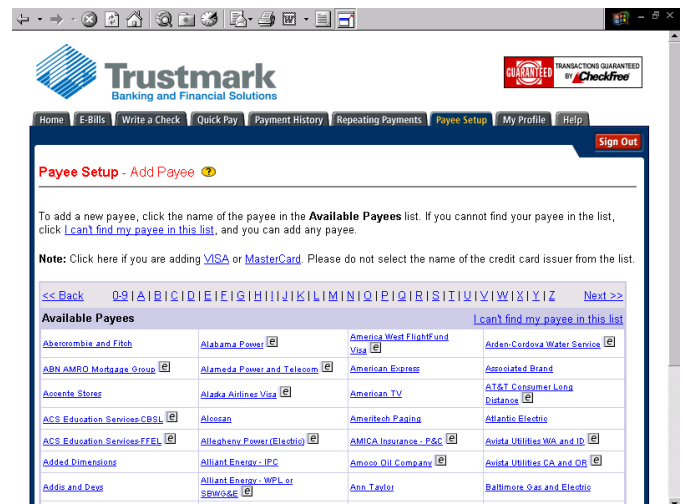 Trustmark
Banking and Financial Solutions
GUARANTEED TRANSACTIONS GUARANTEED BY CheckFree
Home E-Bills Write a Check Quick Pay Payment History Repeating Payments Payee Setup My Profile Help
Sign Out
Payee Setup - Add Payee ?
To add a new payee, click the name of the payee in the Available Payees list. If you cannot find your payee in the list,
click I can't find my payee in this list, and you can add any payee.
Note: Click here if you are adding VISA or MasterCard. Please do not select the name of the credit card issuer from the list.
<< Back 0-9 | A | B | C | D | E | F | G | H | I | J | K | L | M | N | O | P | Q | R | S | T | U | V | W | X | Y | Z Next >>
Available Payees I can't find my payee in this list
Abercrombie and Fitch Alabama Power e America West FlightFund Visa e Arden-Cordova Water Service e
ABN AMRO Mortgage Group e Alameda Power and Telecom e American Express Associated Brand
Accente Stores Alaska Airlines Visa e American TV AT&T Consumer Long Distance e
ACS Education Services-CBSL e Alcosan Ameritech Paging Atlantic Electric
ACS Education Services-FFEL e Allegheny Power (Electric) e AMICA Insurance - P&C e Avista Utilities WA and ID e
Added Dimensions Alliant Energy - IPC Amoco Oil Company e Avista Utilities CA and OR e
Addis and Deys Alliant Energy - WPL or SBWG&E e Ann Taylor Baltimore Gas and Electric